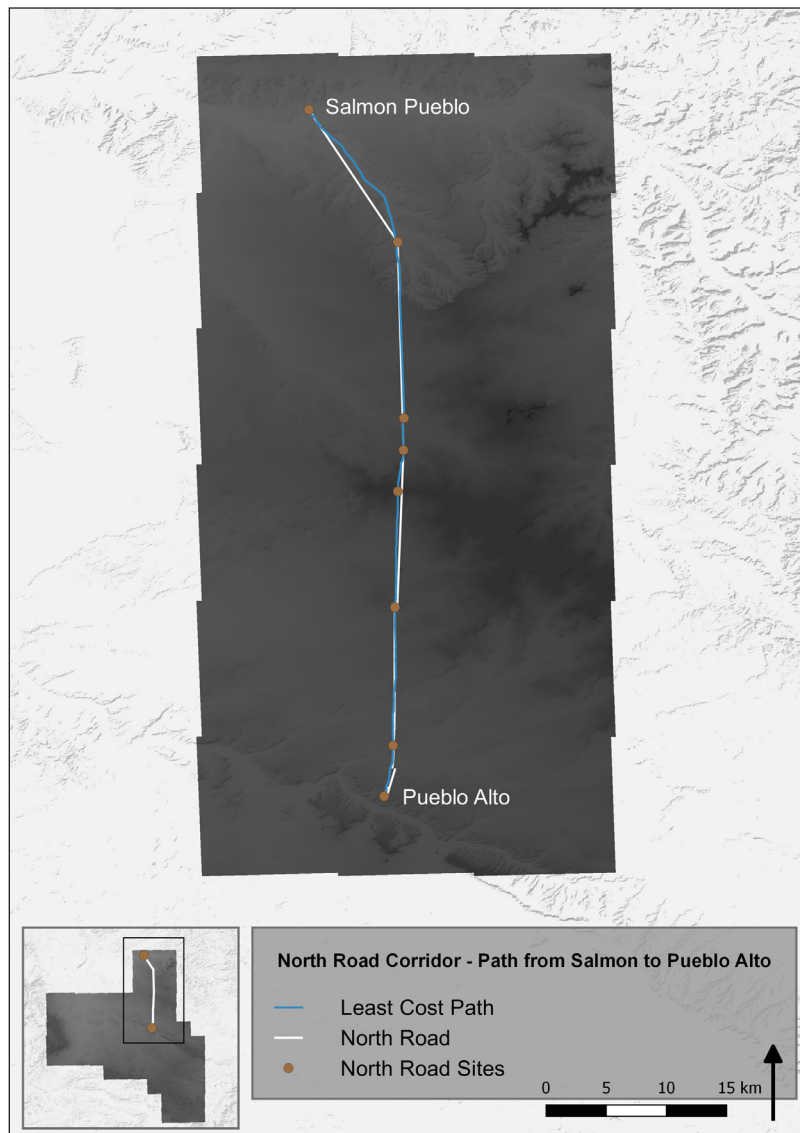 Salmon Pueblo
Pueblo Alto
North Road Corridor - Path from Salmon to Pueblo Alto
Least Cost Path
North Road
North Road Sites
0 5 10 15 km